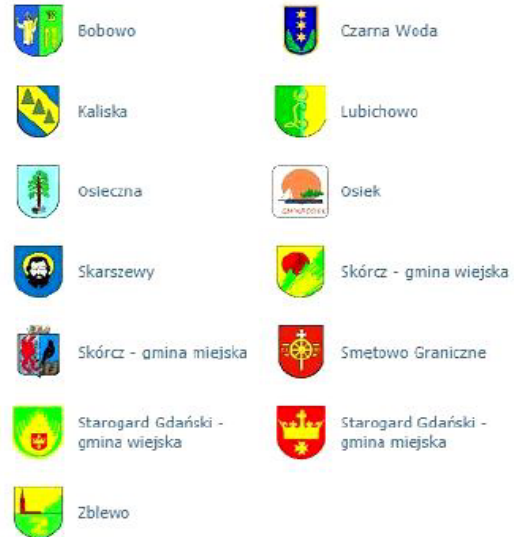 Bobowo
Czarna Woda
Kaliska
Lubichowo
Osieczna
Osiek
Skarszewy
Skórcz - gmina wiejska
Skórcz - gmina miejska
Smętowo Graniczne
Starogard Gdański -
gmina wiejska
Starogard Gdański -
gmina miejska
Zblewo